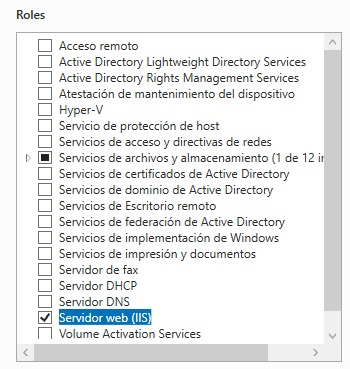 Roles
Acceso remoto
Active Directory Lightweight Directory Services
Active Directory Rights Management Services
Atestación de mantenimiento del dispositivo
Hyper-V
Servicio de protección de host
Servicios de acceso y directivas de redes
Servicios de archivos y almacenamiento (1 de 12 in
Servicios de certificados de Active Directory
Servicios de dominio de Active Directory
Servicios de Escritorio remoto
Servicios de federación de Active Directory
Servicios de implementación de Windows
Servicios de impresión y documentos
Servidor de fax
Servidor DHCP
Servidor DNS
Servidor web (IIS)
Volume Activation Services